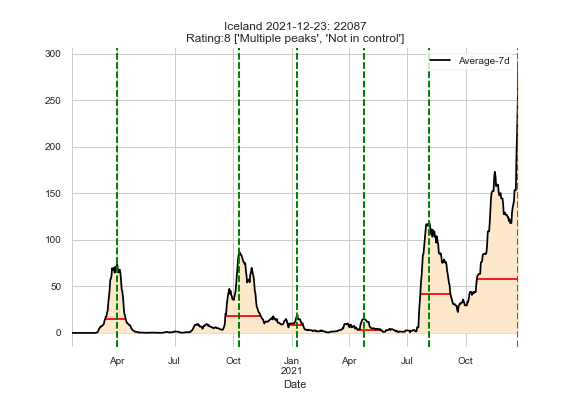 Iceland 2021-12-23: 22087
Rating:8 ['Multiple peaks', 'Not in control']
Average-7d
300
250
200
150
100
50
0
Apr Jul Oct Jan Apr Jul Oct
2021
Date